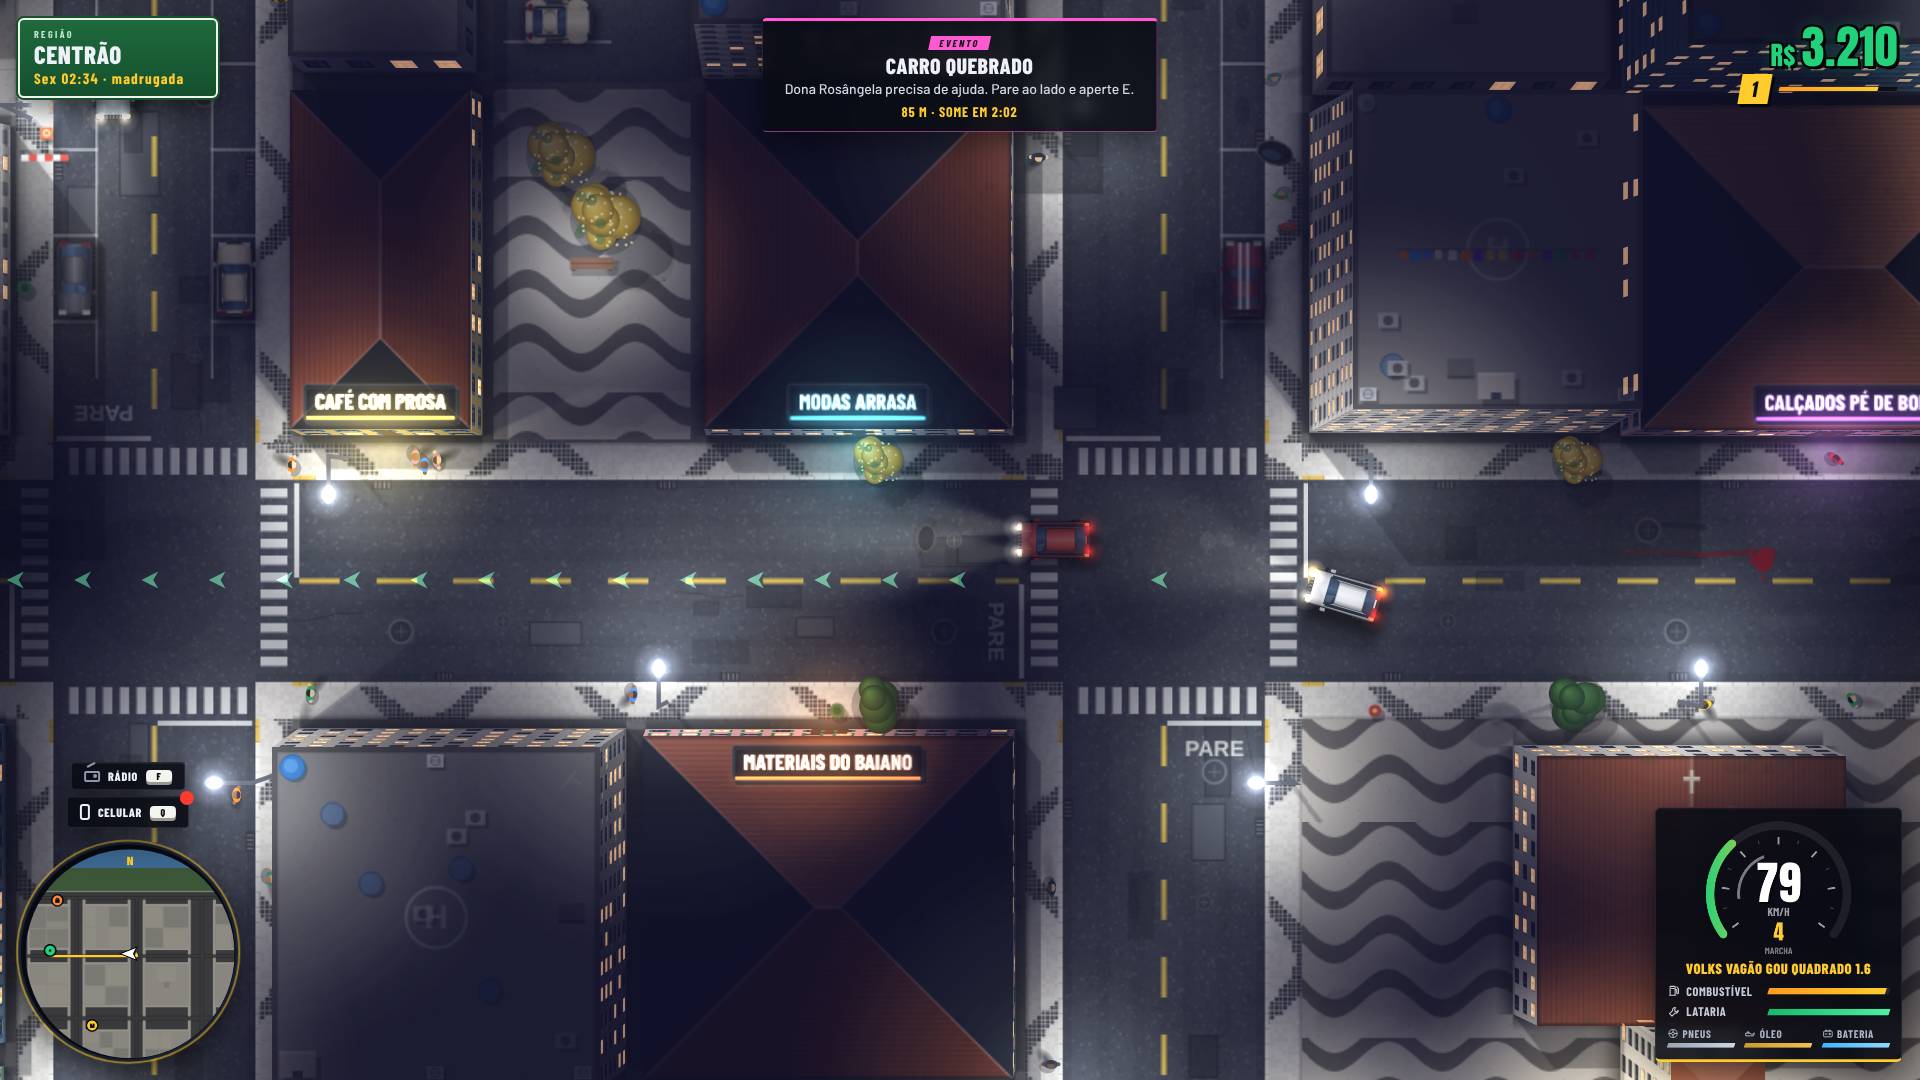 REGIÃO
CENTRÃO
Sex 02:34 · madrugada
EVENTO
CARRO QUEBRADO
Dona Rosângela precisa de ajuda. Pare ao lado e aperte E.
85 M · SOME EM 2:02
R$ 3.210
1
PARE
CAFÉ COM PROSA
MODAS ARRASA
H
CALÇADOS PÉ DE BO
PARE
PARE
MATERIAIS DO BAIANO
H
RÁDIO F
CELULAR Q
N
79
KM/H
4
MARCHA
VOLKS VAGÃO GOU QUADRADO 1.6
COMBUSTÍVEL
LATARIA
PNEUS ÓLEO BATERIA